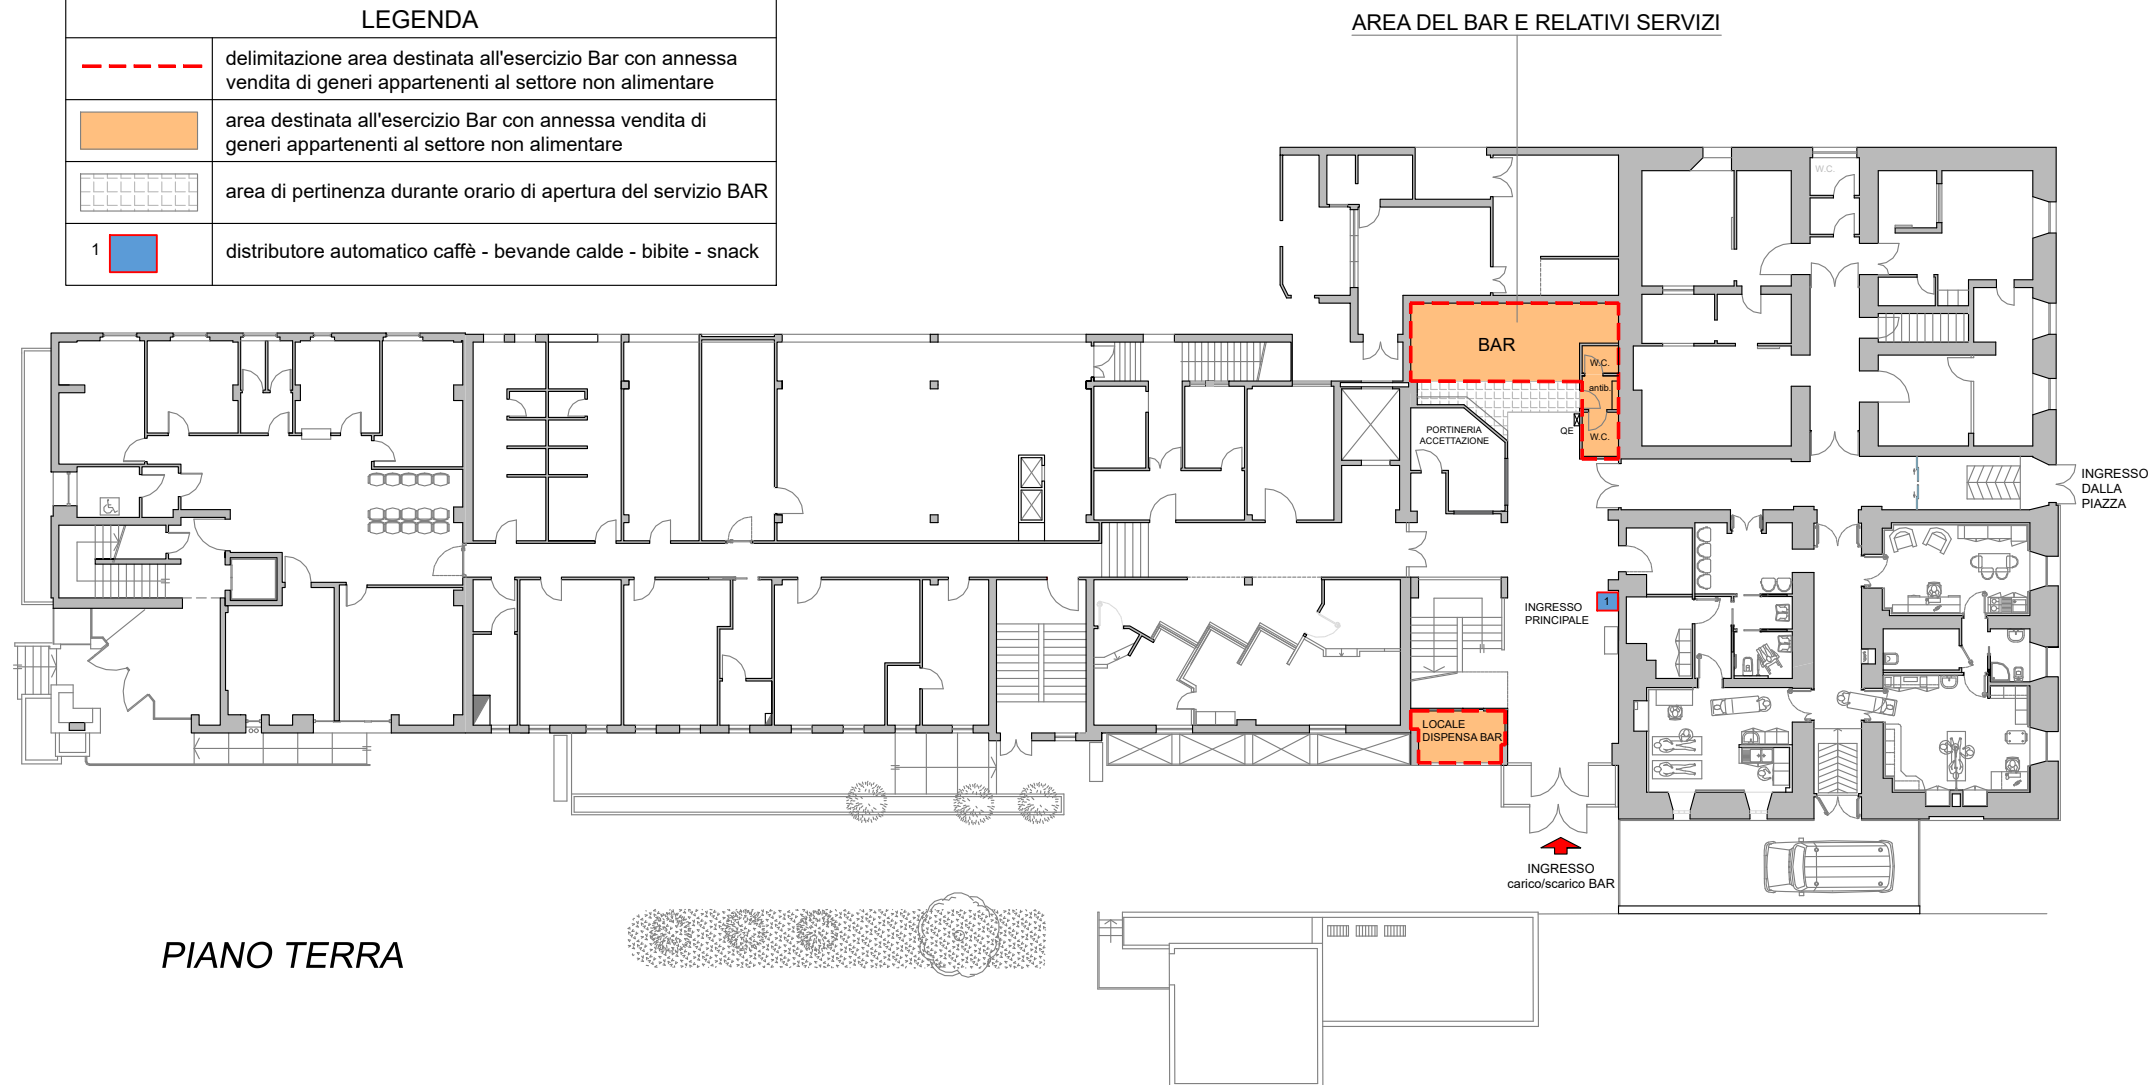 LEGENDA
delimitazione area destinata all'esercizio Bar con annessa
vendita di generi appartenenti al settore non alimentare
area destinata all'esercizio Bar con annessa vendita di
generi appartenenti al settore non alimentare
area di pertinenza durante orario di apertura del servizio BAR
1
distributore automatico caffè - bevande calde - bibite - snack
AREA DEL BAR E RELATIVI SERVIZI
W.C.
BAR
W.C.
antib.
W.C.
QE
PORTINERIA
ACCETTAZIONE
INGRESSO
DALLA
PIAZZA
INGRESSO
PRINCIPALE
1
LOCALE
DISPENSA BAR
INGRESSO
carico/scarico BAR
PIANO TERRA